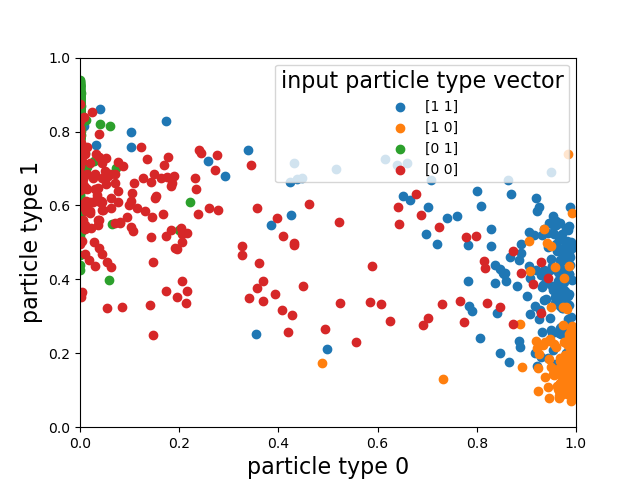 input particle type vector
[1 1]
[1 0]
[0 1]
[0 0]
1.0
0.8
0.6
0.4
0.2
0.0
particle type 1
0.0 0.2 0.4 0.6 0.8 1.0
particle type 0